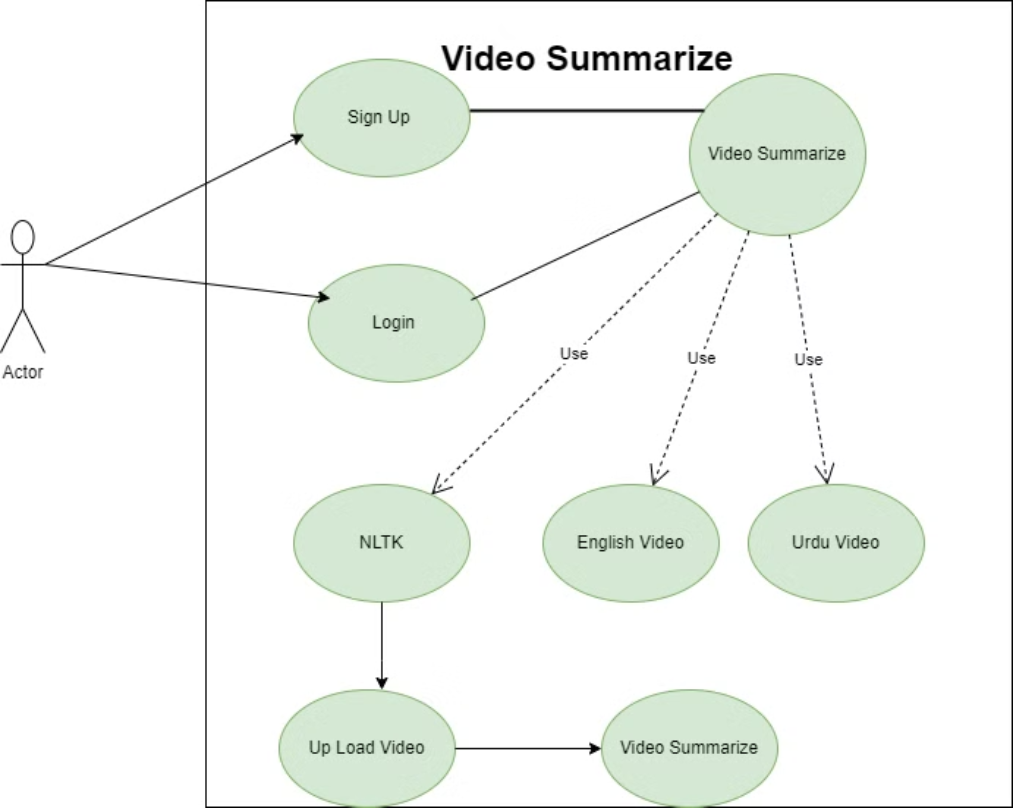 Video Summarize
Sign Up
Video Summarize
Actor
Login
Use
Use
Use
NLTK
English Video
Urdu Video
Up Load Video
Video Summarize